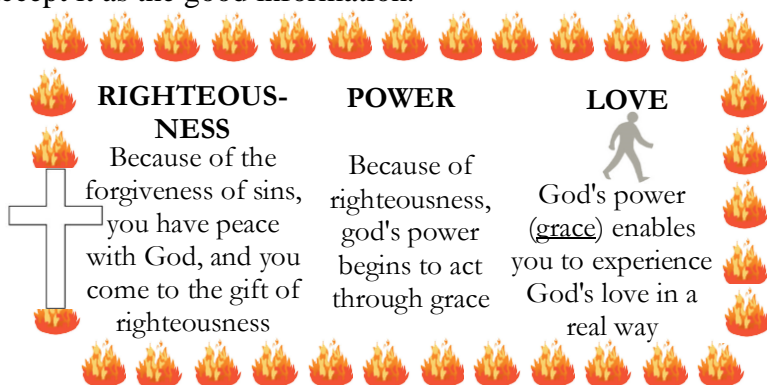 cept it as the good information.
RIGHTEOUS-
NESS
Because of the
forgiveness of sins,
you have peace
with God, and you
come to the gift of
righteousness
POWER
Because of
righteousness,
god's power
begins to act
through grace
LOVE
God's power
(grace) enables
you to experience
God's love in a
real way